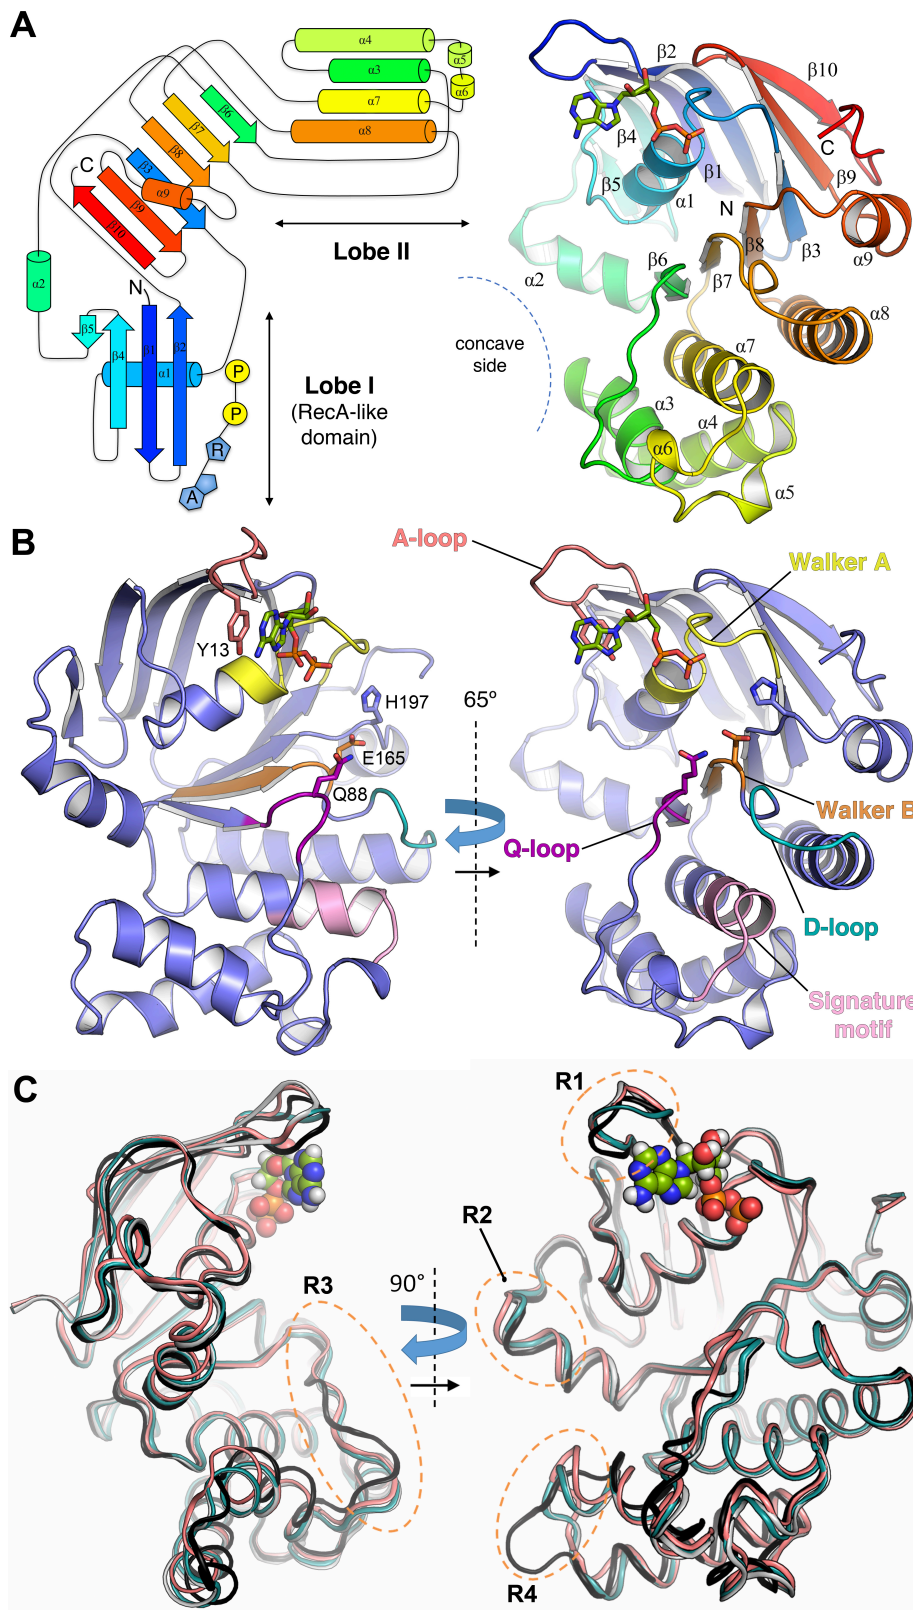 A
α4
α5
α3
α6
α7
α8
β6
β7
β8
β3
C
α9
β9
β10
α2
N
β5
β4
β1
α1
β2
P
P
R
A
Lobe II
Lobe I
(RecA-like
domain)
β2
β10
β4
C
β1
β5
α1
β9
N
β8
β3
α9
α2
β6
β7
α8
concave
side
α7
α3
α4
α6
α5
B
A-loop
Walker A
Y13
H197
65º
E165
Q88
Walker B
Q-loop
D-loop
Signature
motif
C
R1
R2
R3
90°
R4